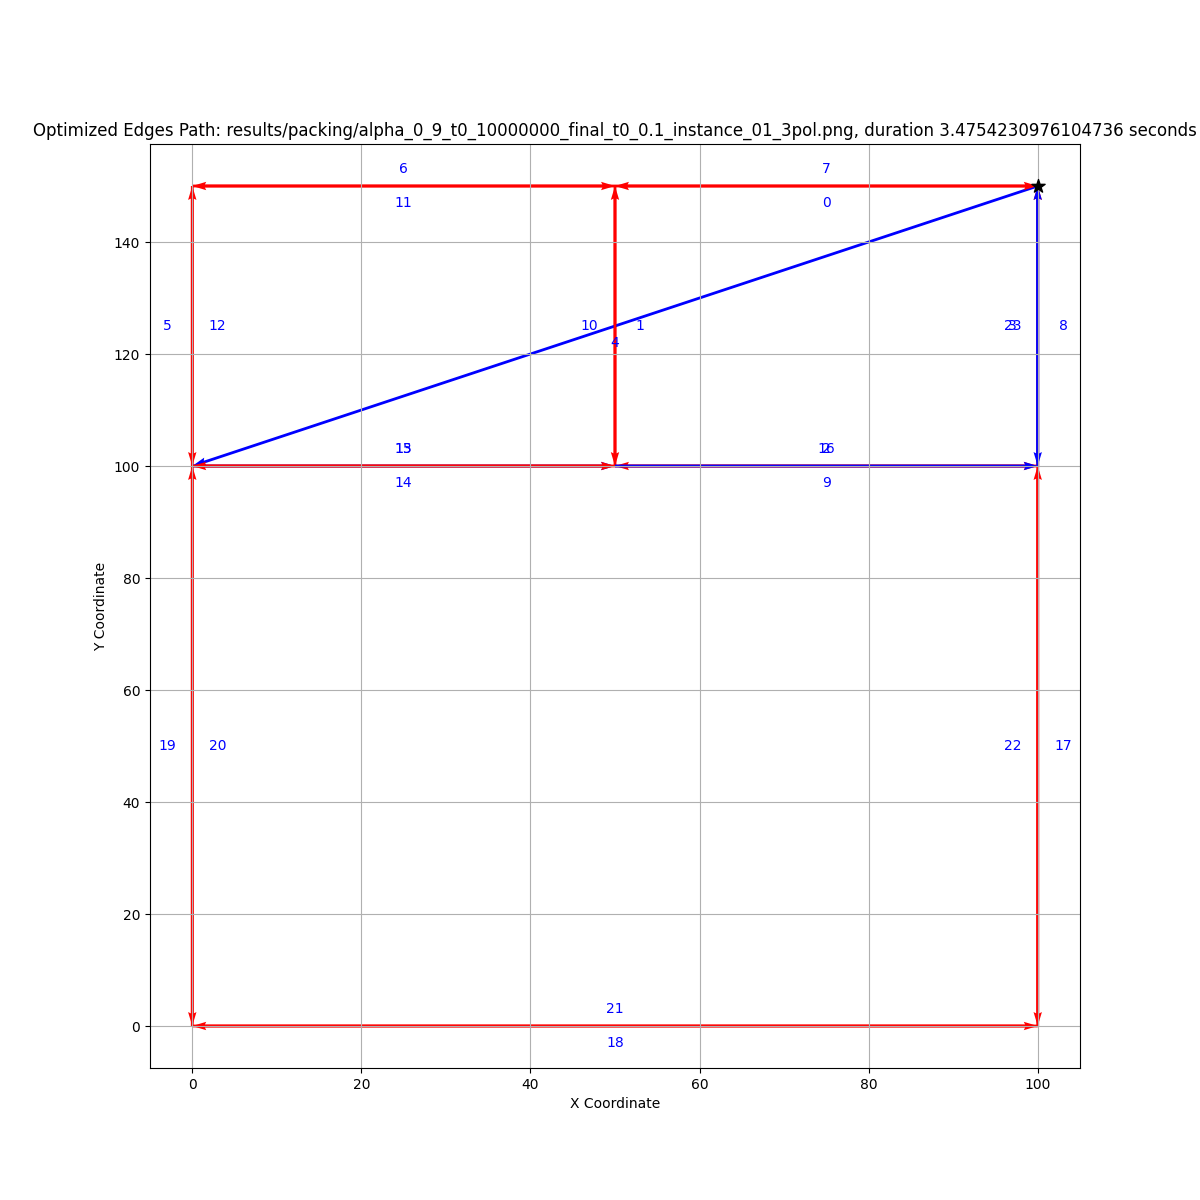 Optimized Edges Path: results/packing/alpha_0_9_t0_10000000_final_t0_0.1_instance_01_3pol.png, duration 3.4754230976104736 seconds
6 7
11 0
140
5 12 10 1 8
4
120
100
14 9
80
Y Coordinate
60
19 20 22 17
40
20
21
0
18
0 20 40 60 80 100
X Coordinate